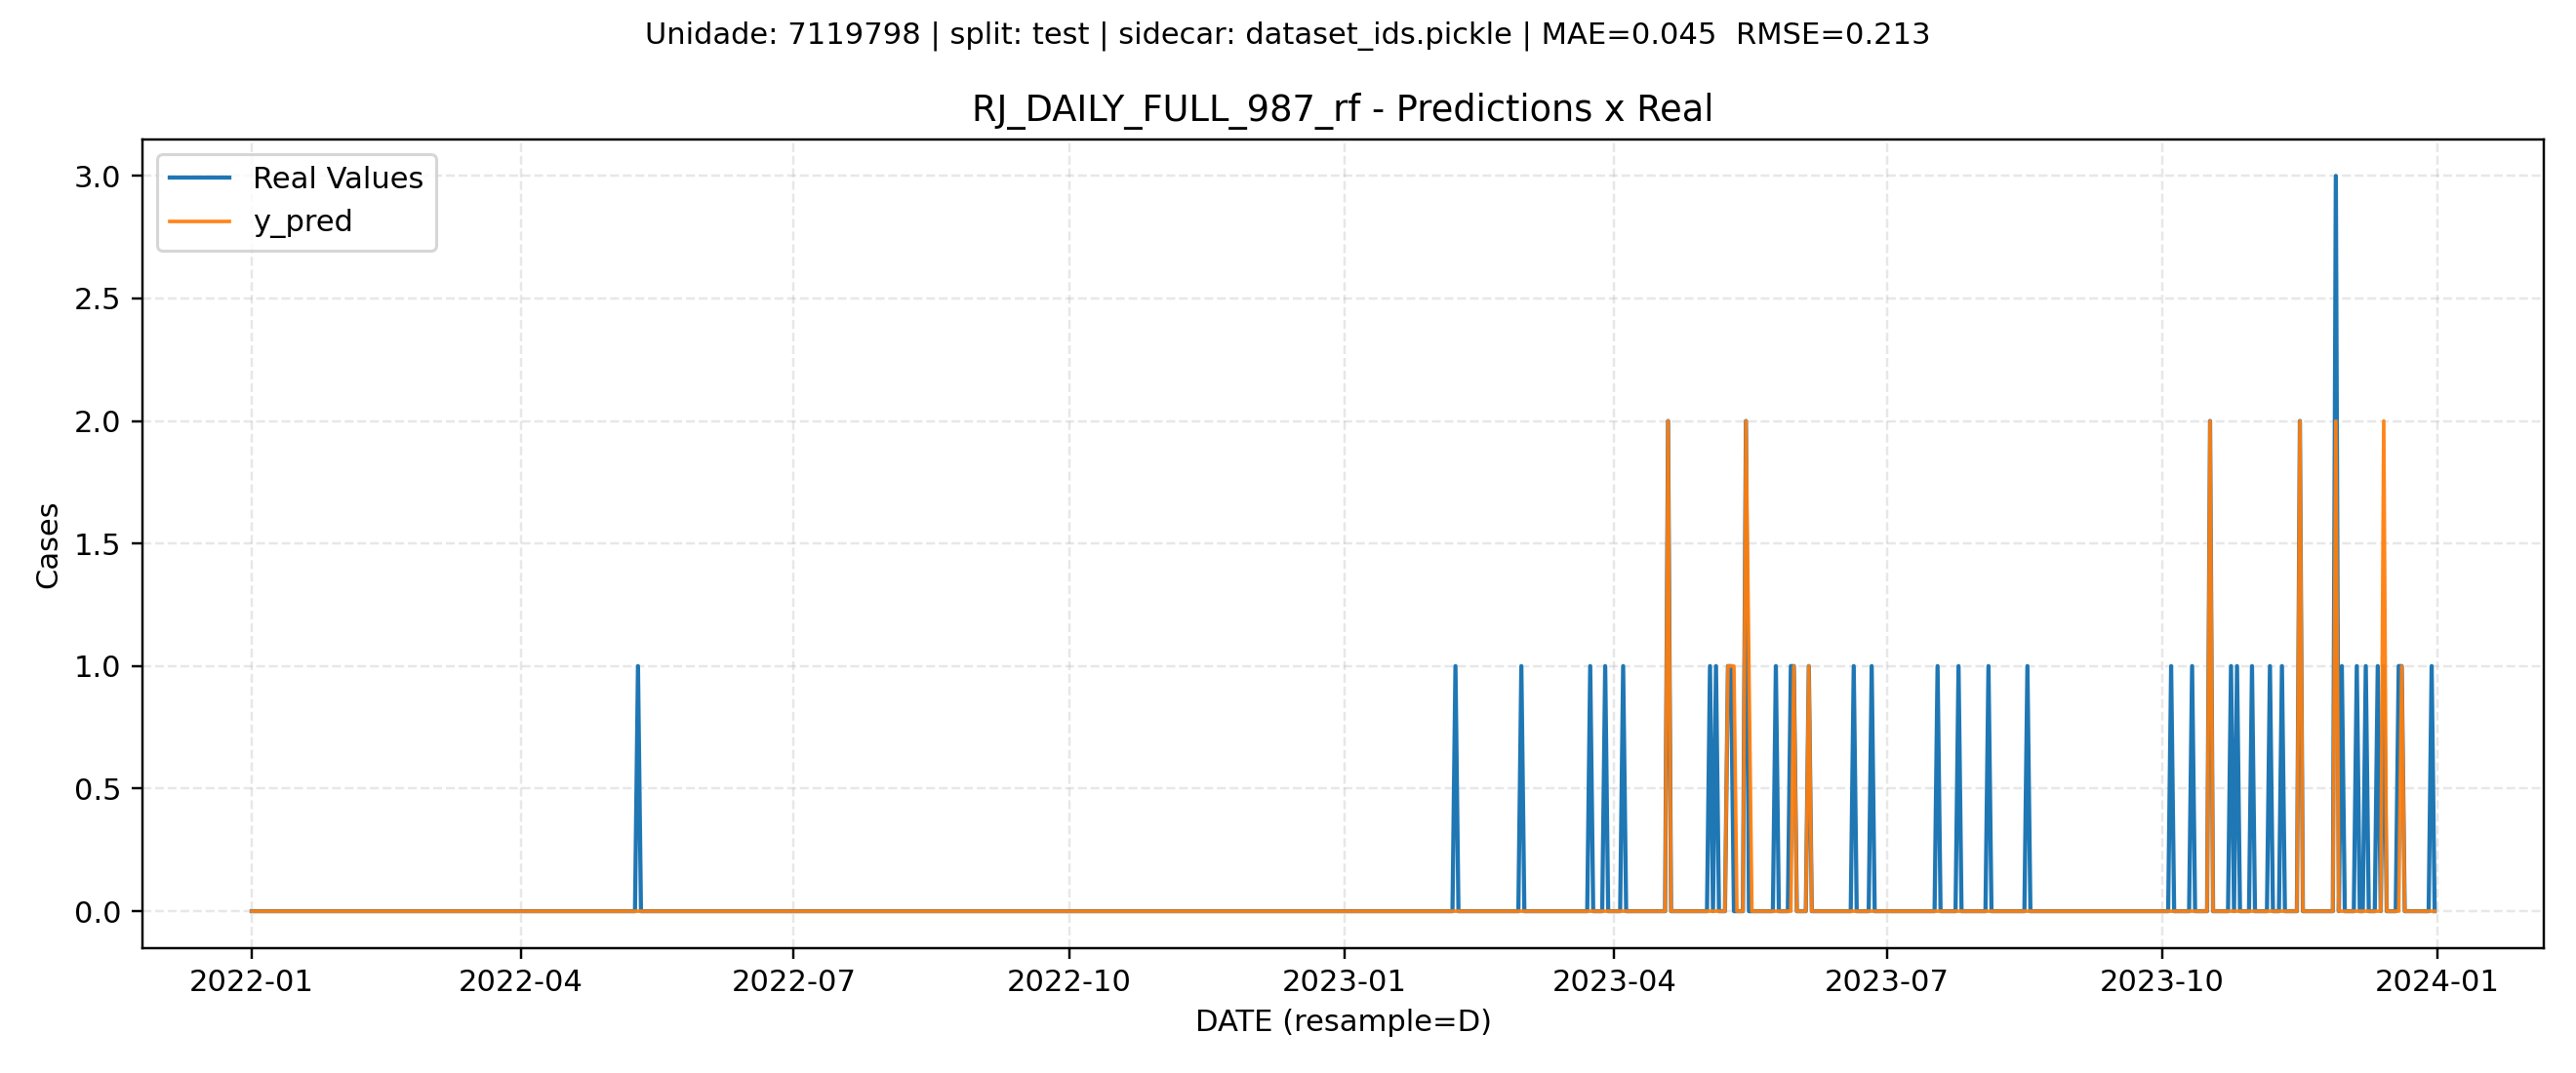 Unidade: 7119798 | split: test | sidecar: dataset_ids.pickle | MAE=0.045  RMSE=0.213
RJ_DAILY_FULL_987_rf - Predictions x Real
Real Values
y_pred
3.0
2.5
2.0
1.5
1.0
0.5
0.0
Cases
2022-01 2022-04 2022-07 2022-10 2023-01 2023-04 2023-07 2023-10 2024-01
DATE (resample=D)